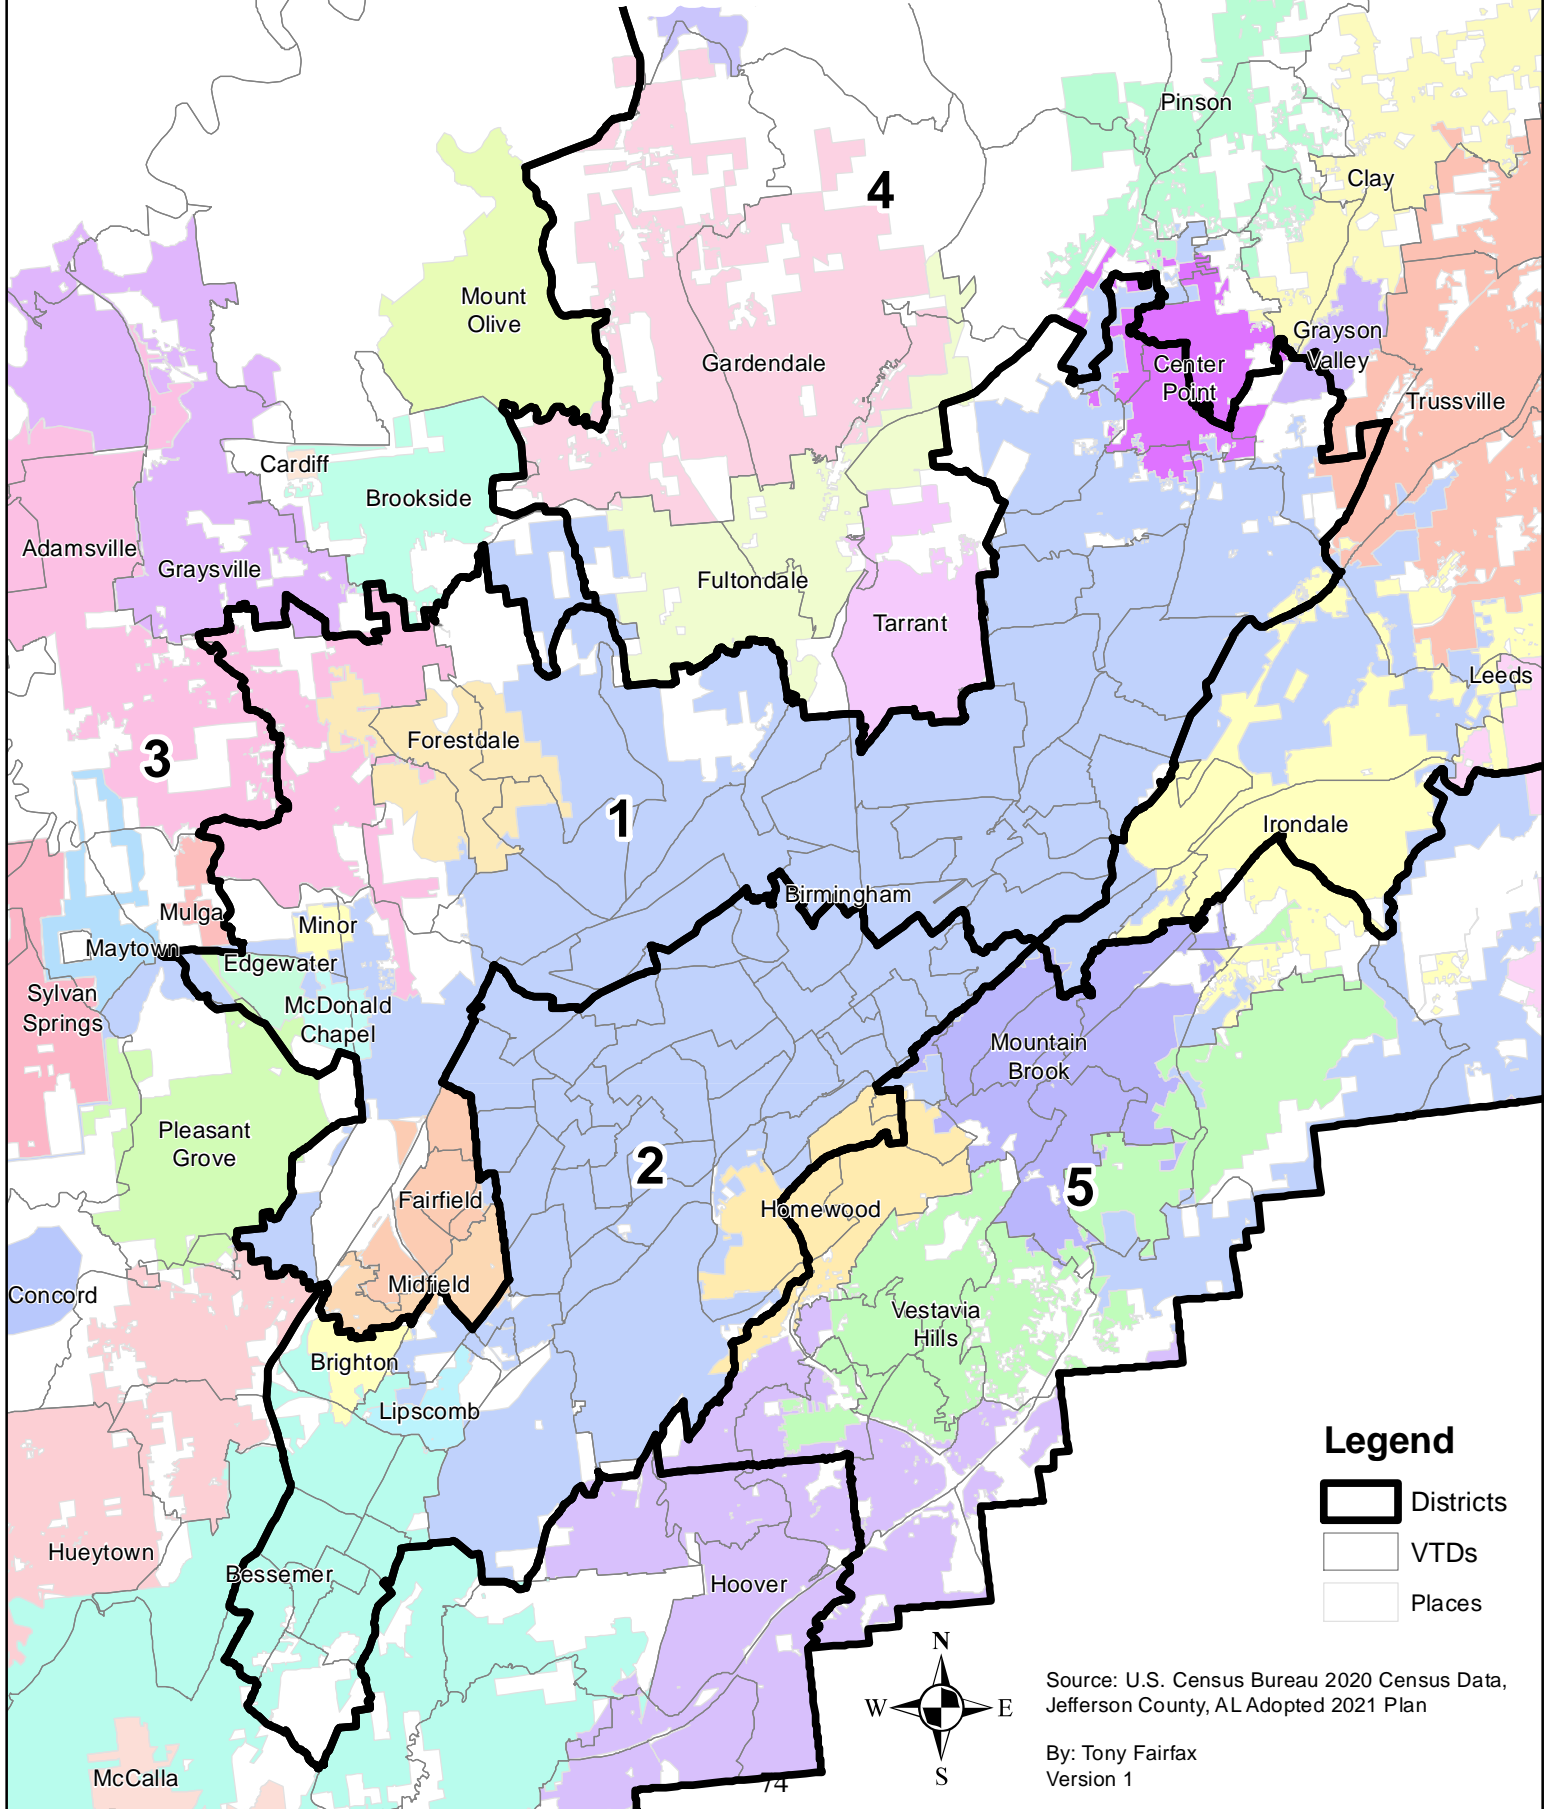 Pinson
Clay
4
Mount
Olive
Grayson
Valley
Gardendale
Center
Point
Trussville
Cardiff
Brookside
Adamsville
Graysville
Fultondale
Tarrant
Leeds
Forestdale
3
1
Irondale
Birmingham
Mulga
Minor
Maytown
Edgewater
Sylvan
Springs
McDonald
Chapel
Mountain
Brook
Pleasant
Grove
2
5
Fairfield
Homewood
Midfield
Concord
Vestavia
Hills
Brighton
Lipscomb
Legend
Districts
VTDs
Places
Hueytown
Bessemer
Hoover
N
W
E
S
Source: U.S. Census Bureau 2020 Census Data,
Jefferson County, AL Adopted 2021 Plan
By: Tony Fairfax
Version 1
McCalla
74